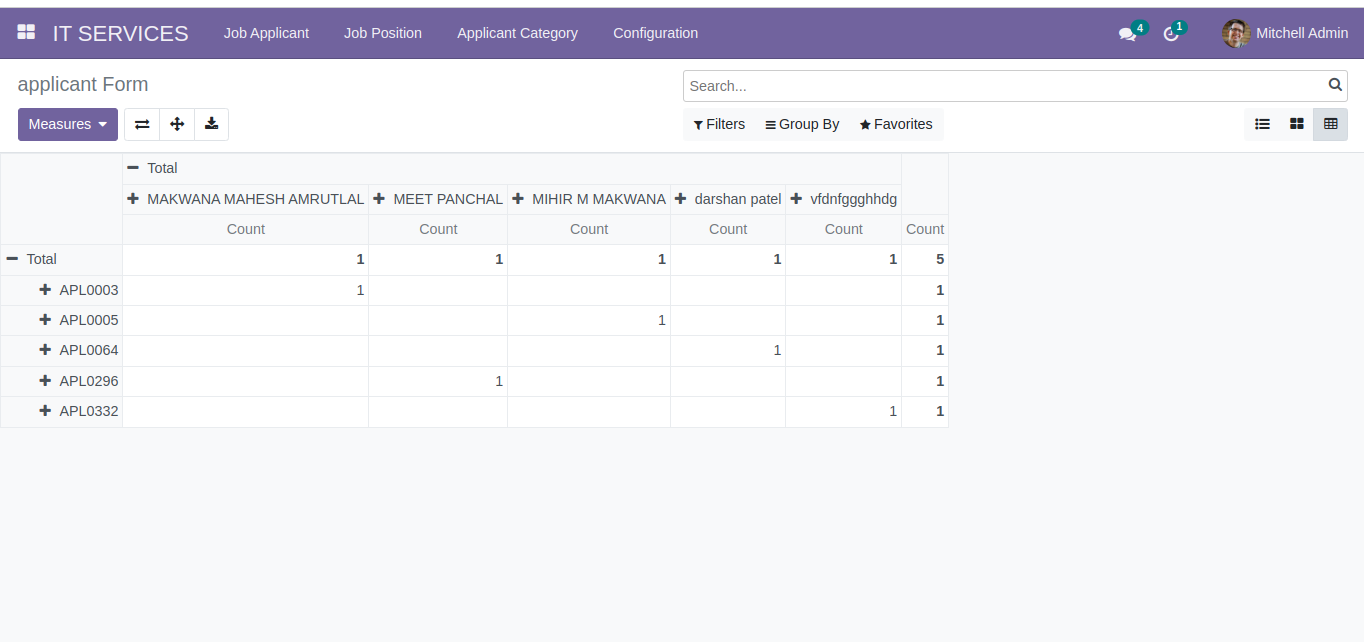 IT SERVICES Job Applicant Job Position Applicant Category Configuration 4 1 Mitchell Admin
applicant Form
Search...
Measures
Filters Group By Favorites
Total
MAKWANA MAHESH AMRUTLAL MEET PANCHAL MIHIR M MAKWANA darshan patel vfdnfggghhdg
Count Count Count Count Count Count
Total 1 1 1 1 1 5
APL0003 1 1
APL0005 1 1
APL0064 1 1
APL0296 1 1
APL0332 1 1